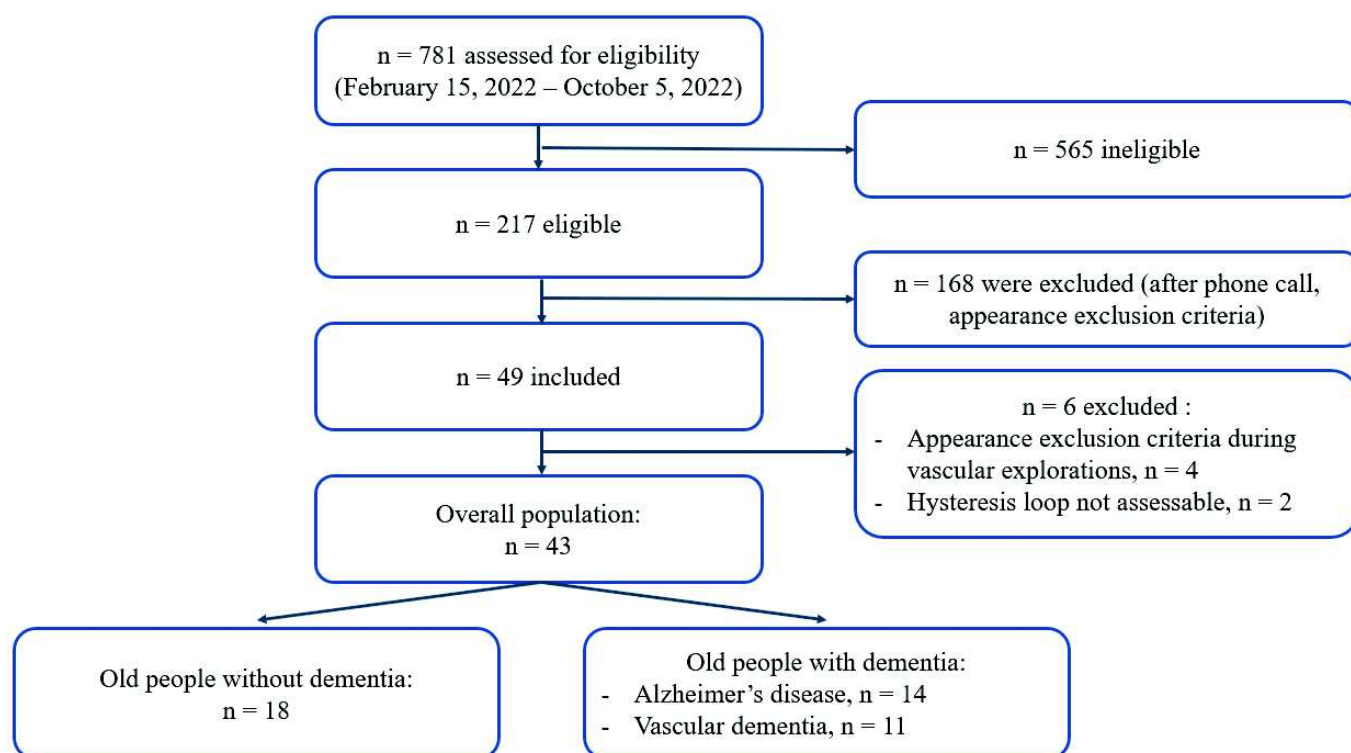 n = 781 assessed for eligibility
(February 15, 2022 – October 5, 2022)
n = 565 ineligible
n = 217 eligible
n = 168 were excluded (after phone call,
appearance exclusion criteria)
n = 49 included
n = 6 excluded :
- Appearance exclusion criteria during
vascular explorations, n = 4
- Hysteresis loop not assessable, n = 2
Overall population:
n = 43
Old people without dementia:
n = 18
Old people with dementia:
- Alzheimer’s disease, n = 14
- Vascular dementia, n = 11